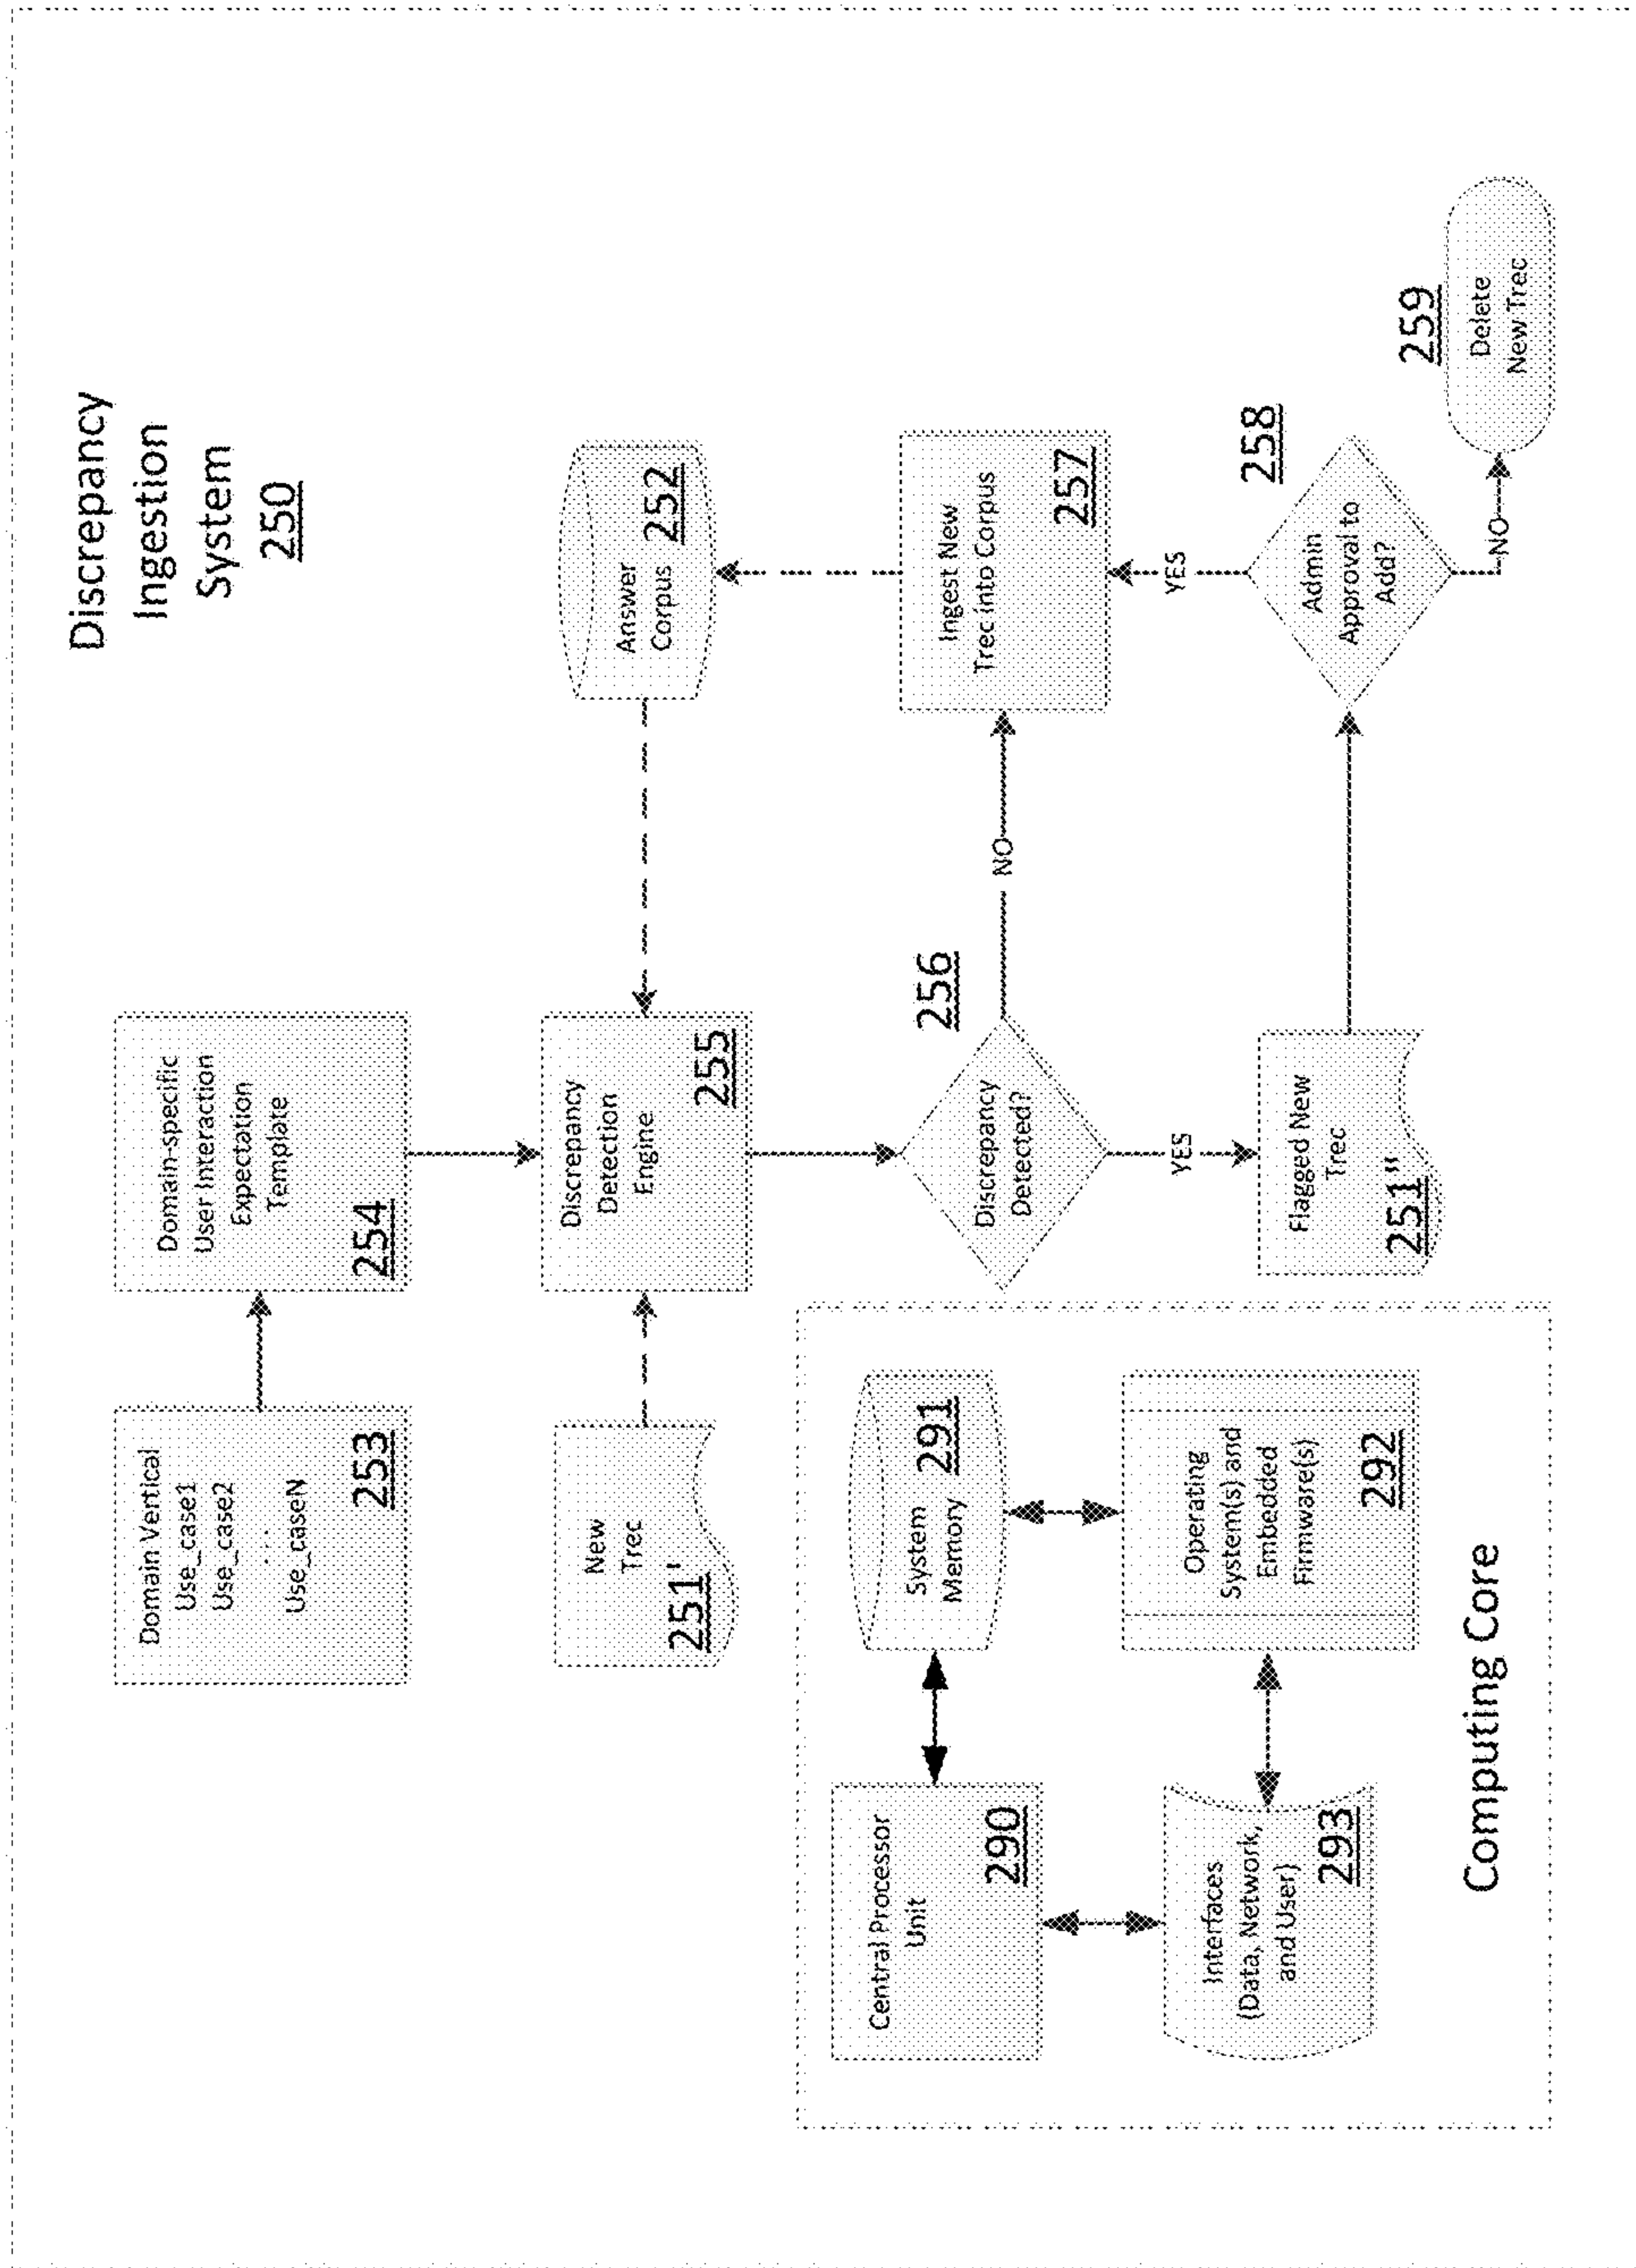 Discrepancy
Ingestion
System
250
Domain Vertical
Use_case1
Use_case2
. . .
Use_caseN
253
Domain-specific
User Interaction
Expectation
Template
254
New
Trec
251'
Discrepancy
Detection
Engine
255
Answer
Corpus
252
Discrepancy
Detected?
256
NO
YES
Ingest New
Trec into Corpus
257
Flagged New
Trec
251"
Admin
Approval to
Add?
258
YES
NO
Delete
New Trec
259
Central Processor
Unit
290
System
Memory
291
Interfaces
(Data, Network,
and User)
293
Operating
System(s) and
Embedded
Firmware(s)
292
Computing Core